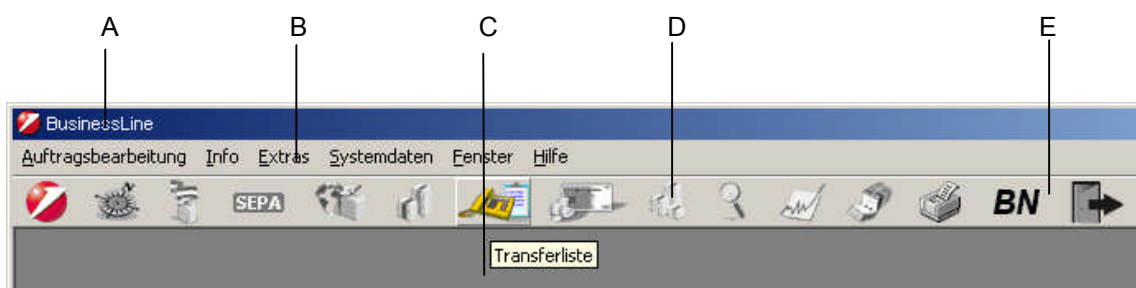 A B C D E
BusinessLine
Auftragsbearbeitung Info Extras Systemdaten Fenster Hilfe
SEPA BN
Transferliste